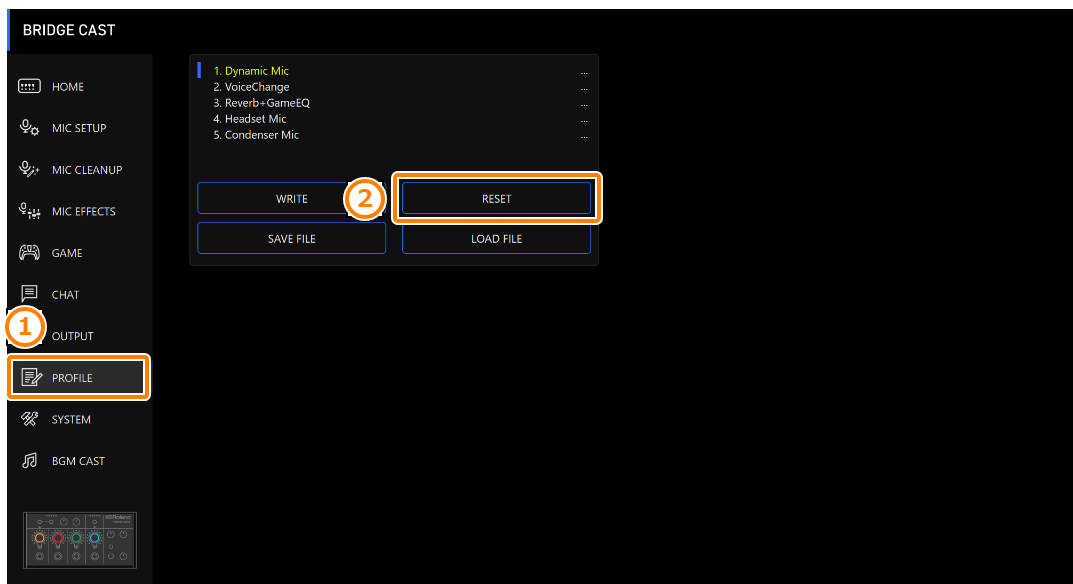 BRIDGE CAST
HOME
MIC SETUP
MIC CLEANUP
MIC EFFECTS
GAME
CHAT
1
OUTPUT
PROFILE
SYSTEM
BGM CAST
Roland
1. Dynamic Mic ...
2. VoiceChange ...
3. Reverb+GameEQ ...
4. Headset Mic ...
5. Condenser Mic ...
WRITE
2
RESET
SAVE FILE
LOAD FILE